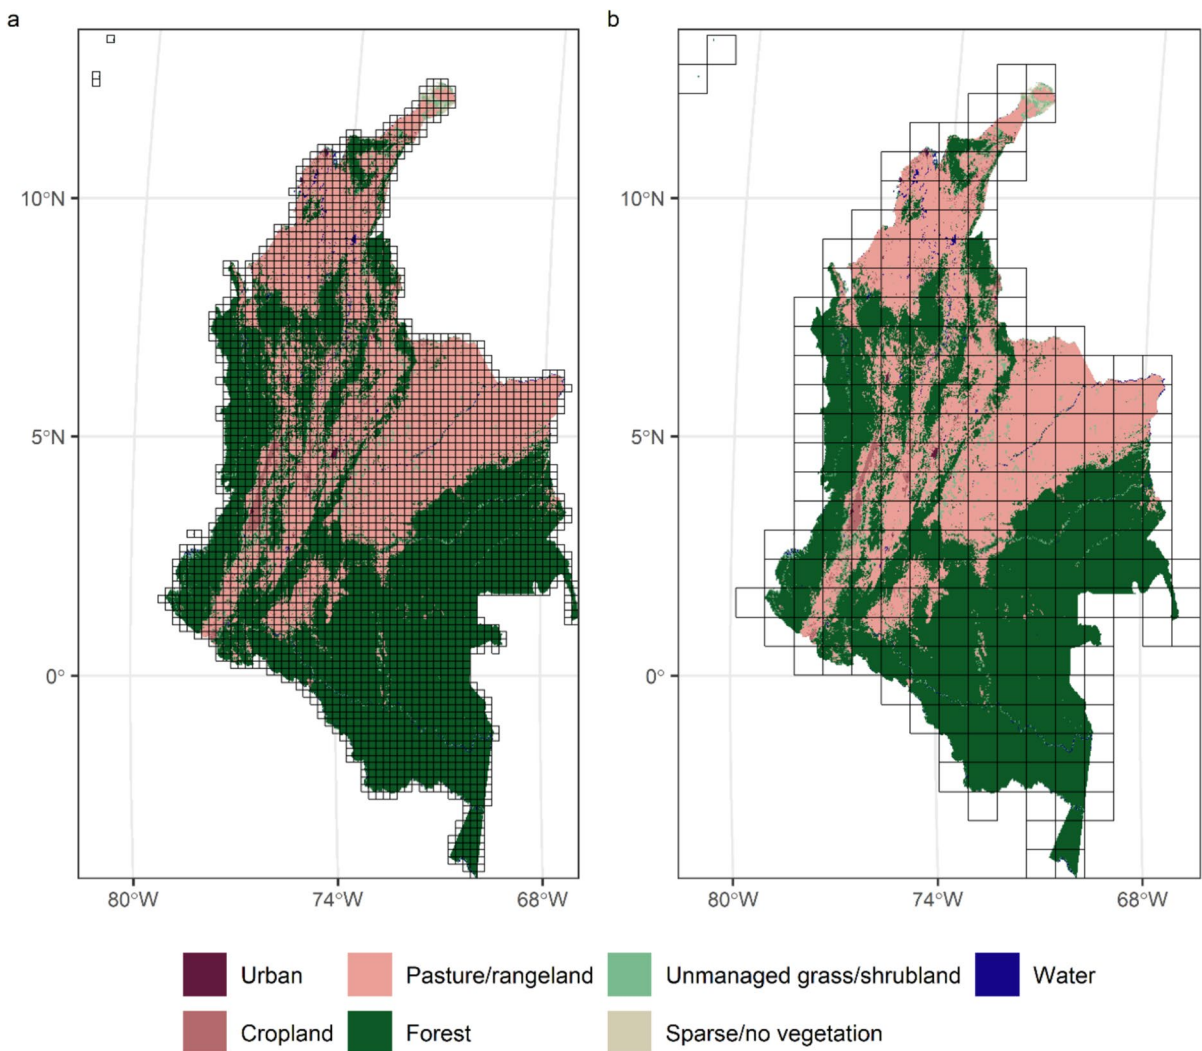 a
b
10°N
10°N
5°N
5°N
0°
0°
80°W
74°W
68°W
80°W
74°W
68°W
Urban
Pasture/rangeland
Unmanaged grass/shrubland
Water
Cropland
Forest
Sparse/no vegetation